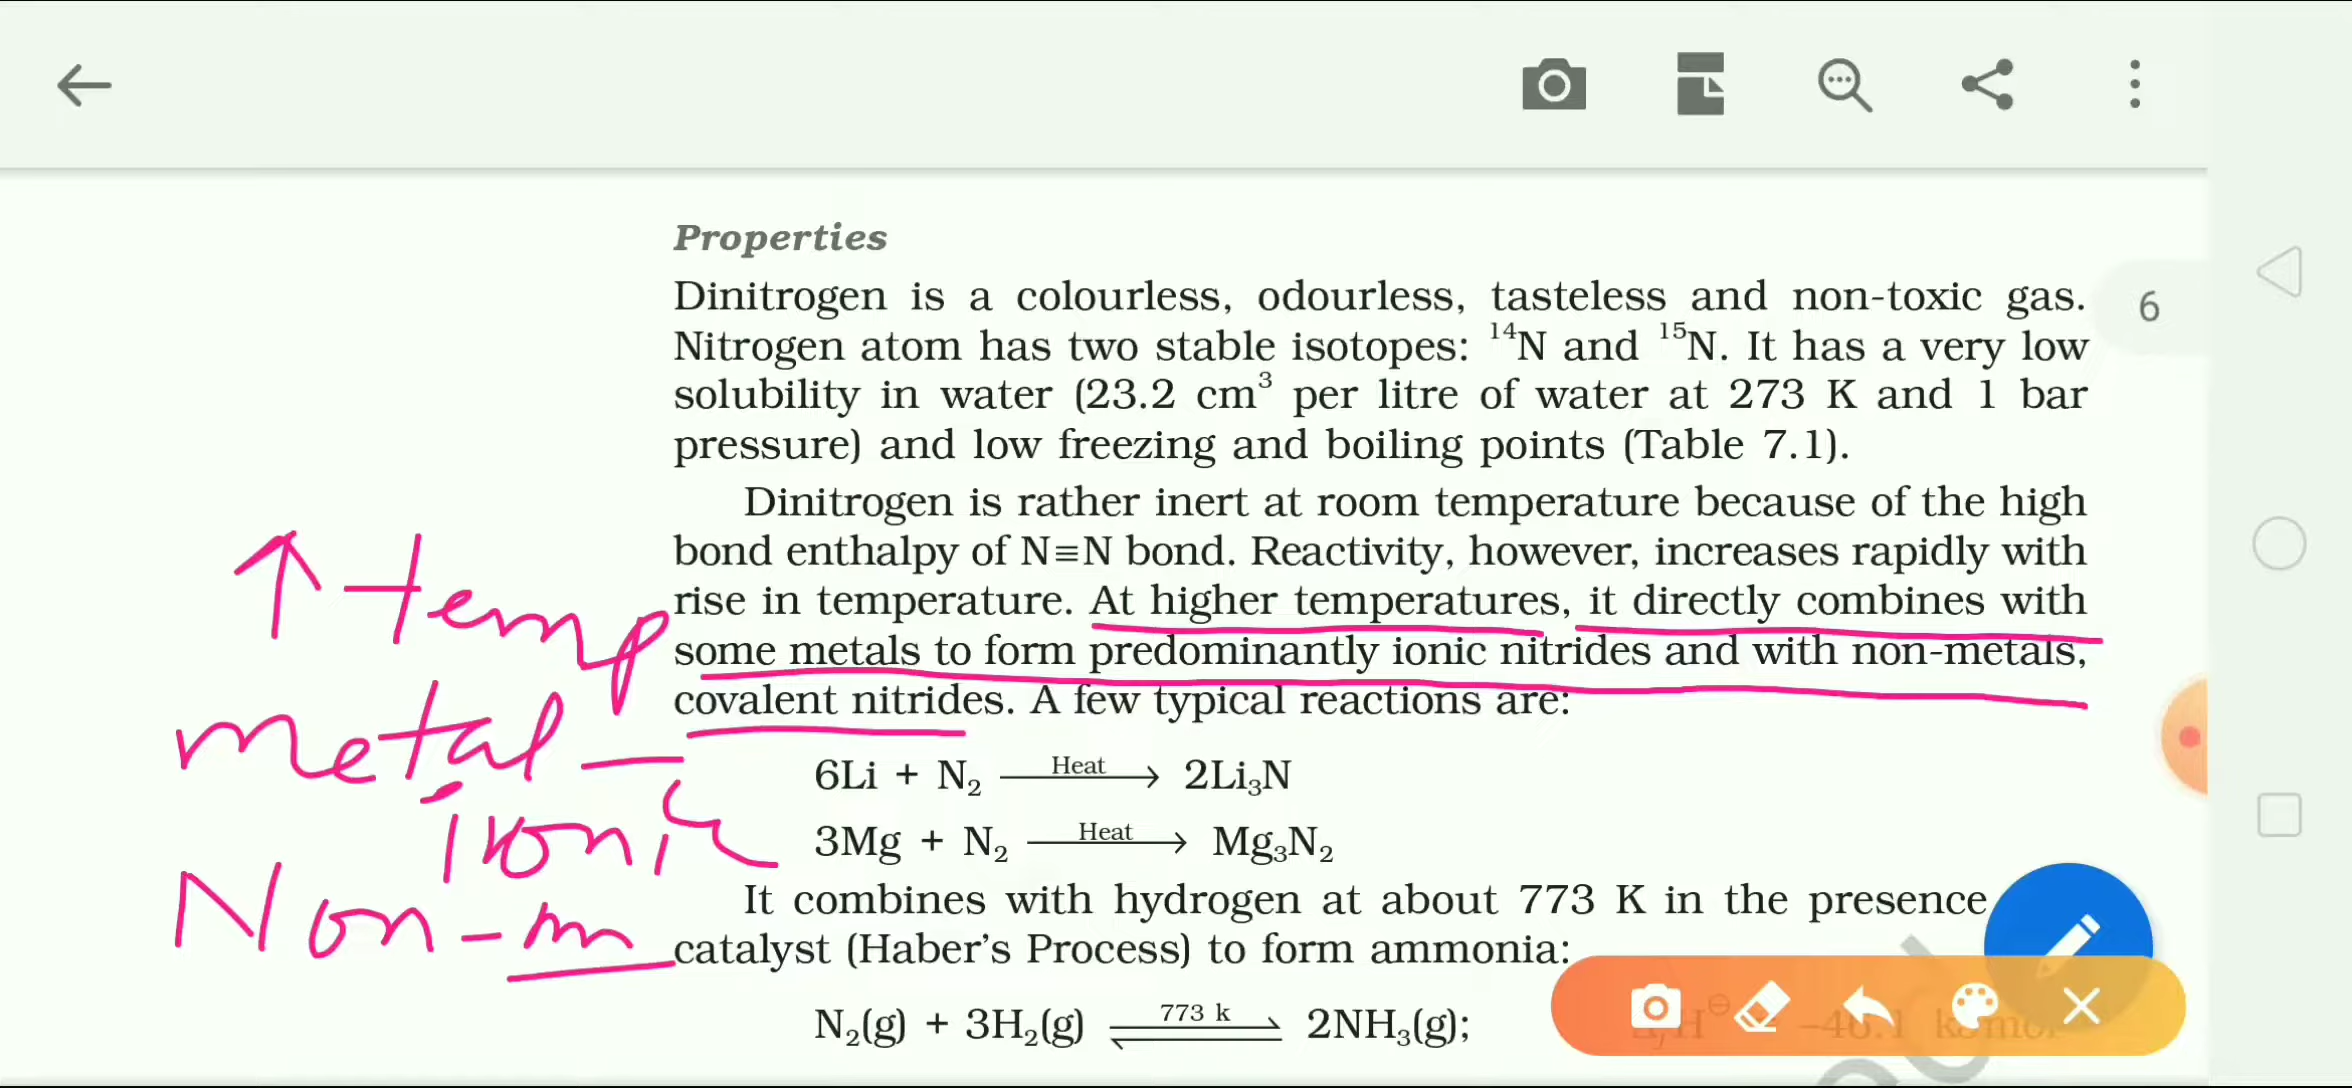 Properties
Dinitrogen is a colourless, odourless, tasteless and non-toxic gas.
6
Nitrogen atom has two stable isotopes: ¹⁴N and ¹⁵N. It has a very low
solubility in water (23.2 cm³ per litre of water at 273 K and 1 bar
pressure) and low freezing and boiling points (Table 7.1).
Dinitrogen is rather inert at room temperature because of the high
bond enthalpy of N≡N bond. Reactivity, however, increases rapidly with
rise in temperature. At higher temperatures, it directly combines with
some metals to form predominantly ionic nitrides and with non-metals,
covalent nitrides. A few typical reactions are:
↑ temp
metal –
ionic
Non-m
6Li + N₂ —Heat→ 2Li₃N
3Mg + N₂ —Heat→ Mg₃N₂
It combines with hydrogen at about 773 K in the presence
catalyst (Haber's Process) to form ammonia:
N₂(g) + 3H₂(g) ⇌ 773 k 2NH₃(g);
–46.1